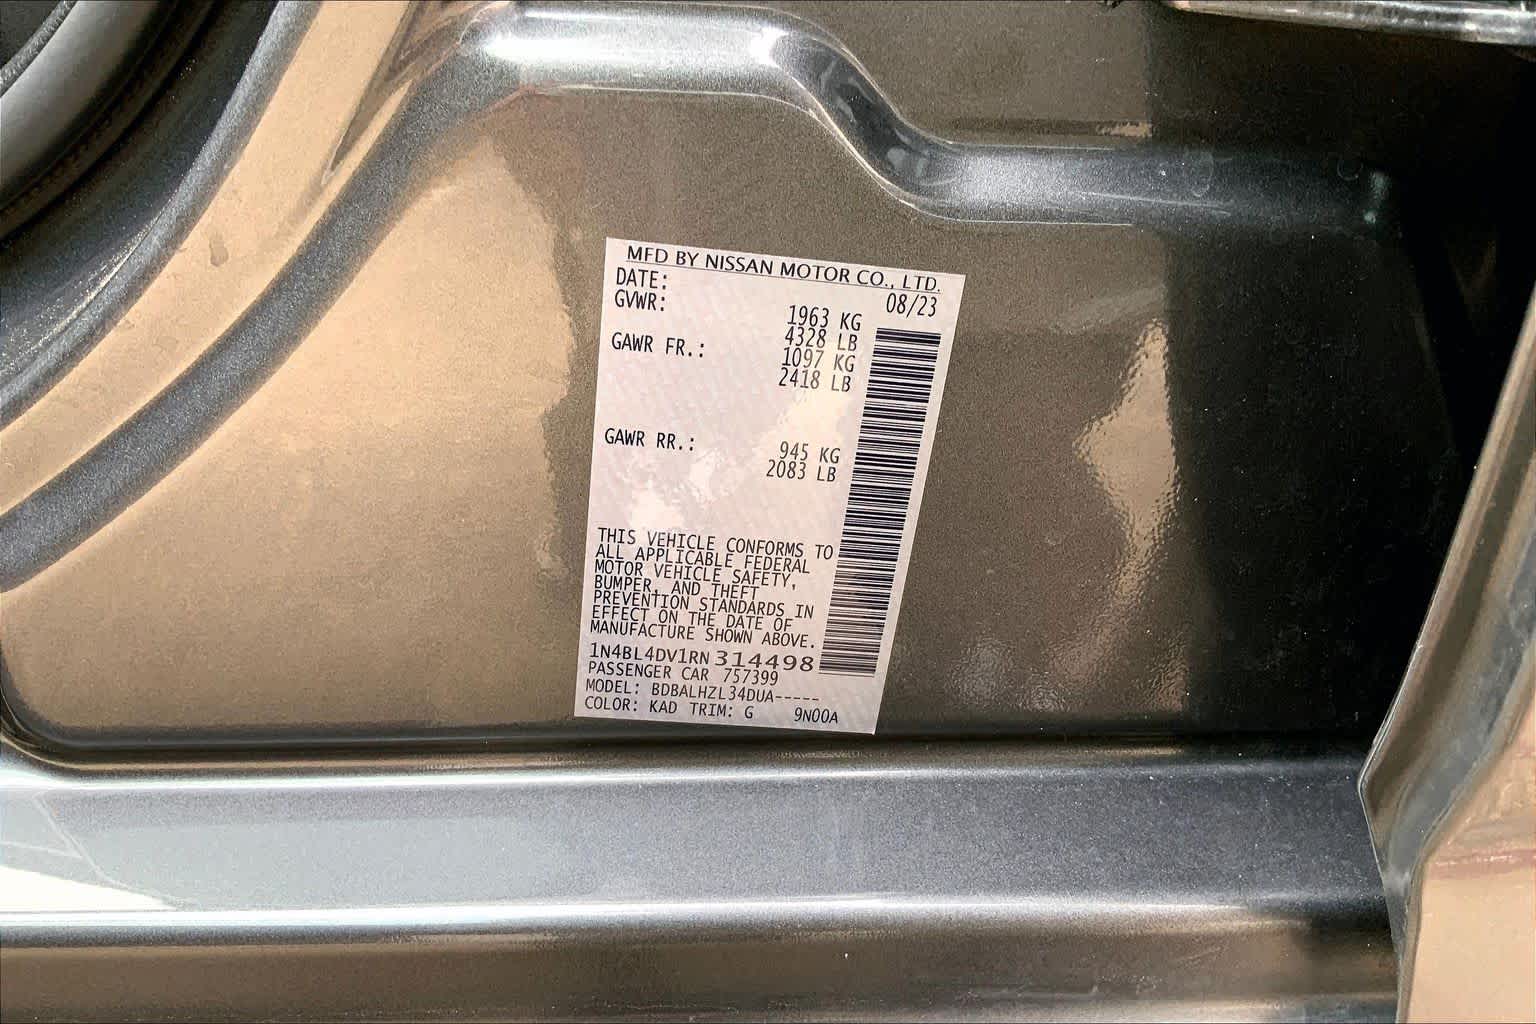 MFD BY NISSAN MOTOR CO., LTD.
DATE: 08/23
GVWR: 1963 KG
4328 LB
GAWR FR.: 1097 KG
2418 LB
GAWR RR.: 945 KG
2083 LB
THIS VEHICLE CONFORMS TO
ALL APPLICABLE FEDERAL
MOTOR VEHICLE SAFETY,
BUMPER, AND THEFT
PREVENTION STANDARDS IN
EFFECT ON THE DATE OF
MANUFACTURE SHOWN ABOVE.
1N4BL4DV1RN314498
PASSENGER CAR 757399
MODEL: BDBALHZL34DUA-----
COLOR: KAD TRIM: G 9N00A